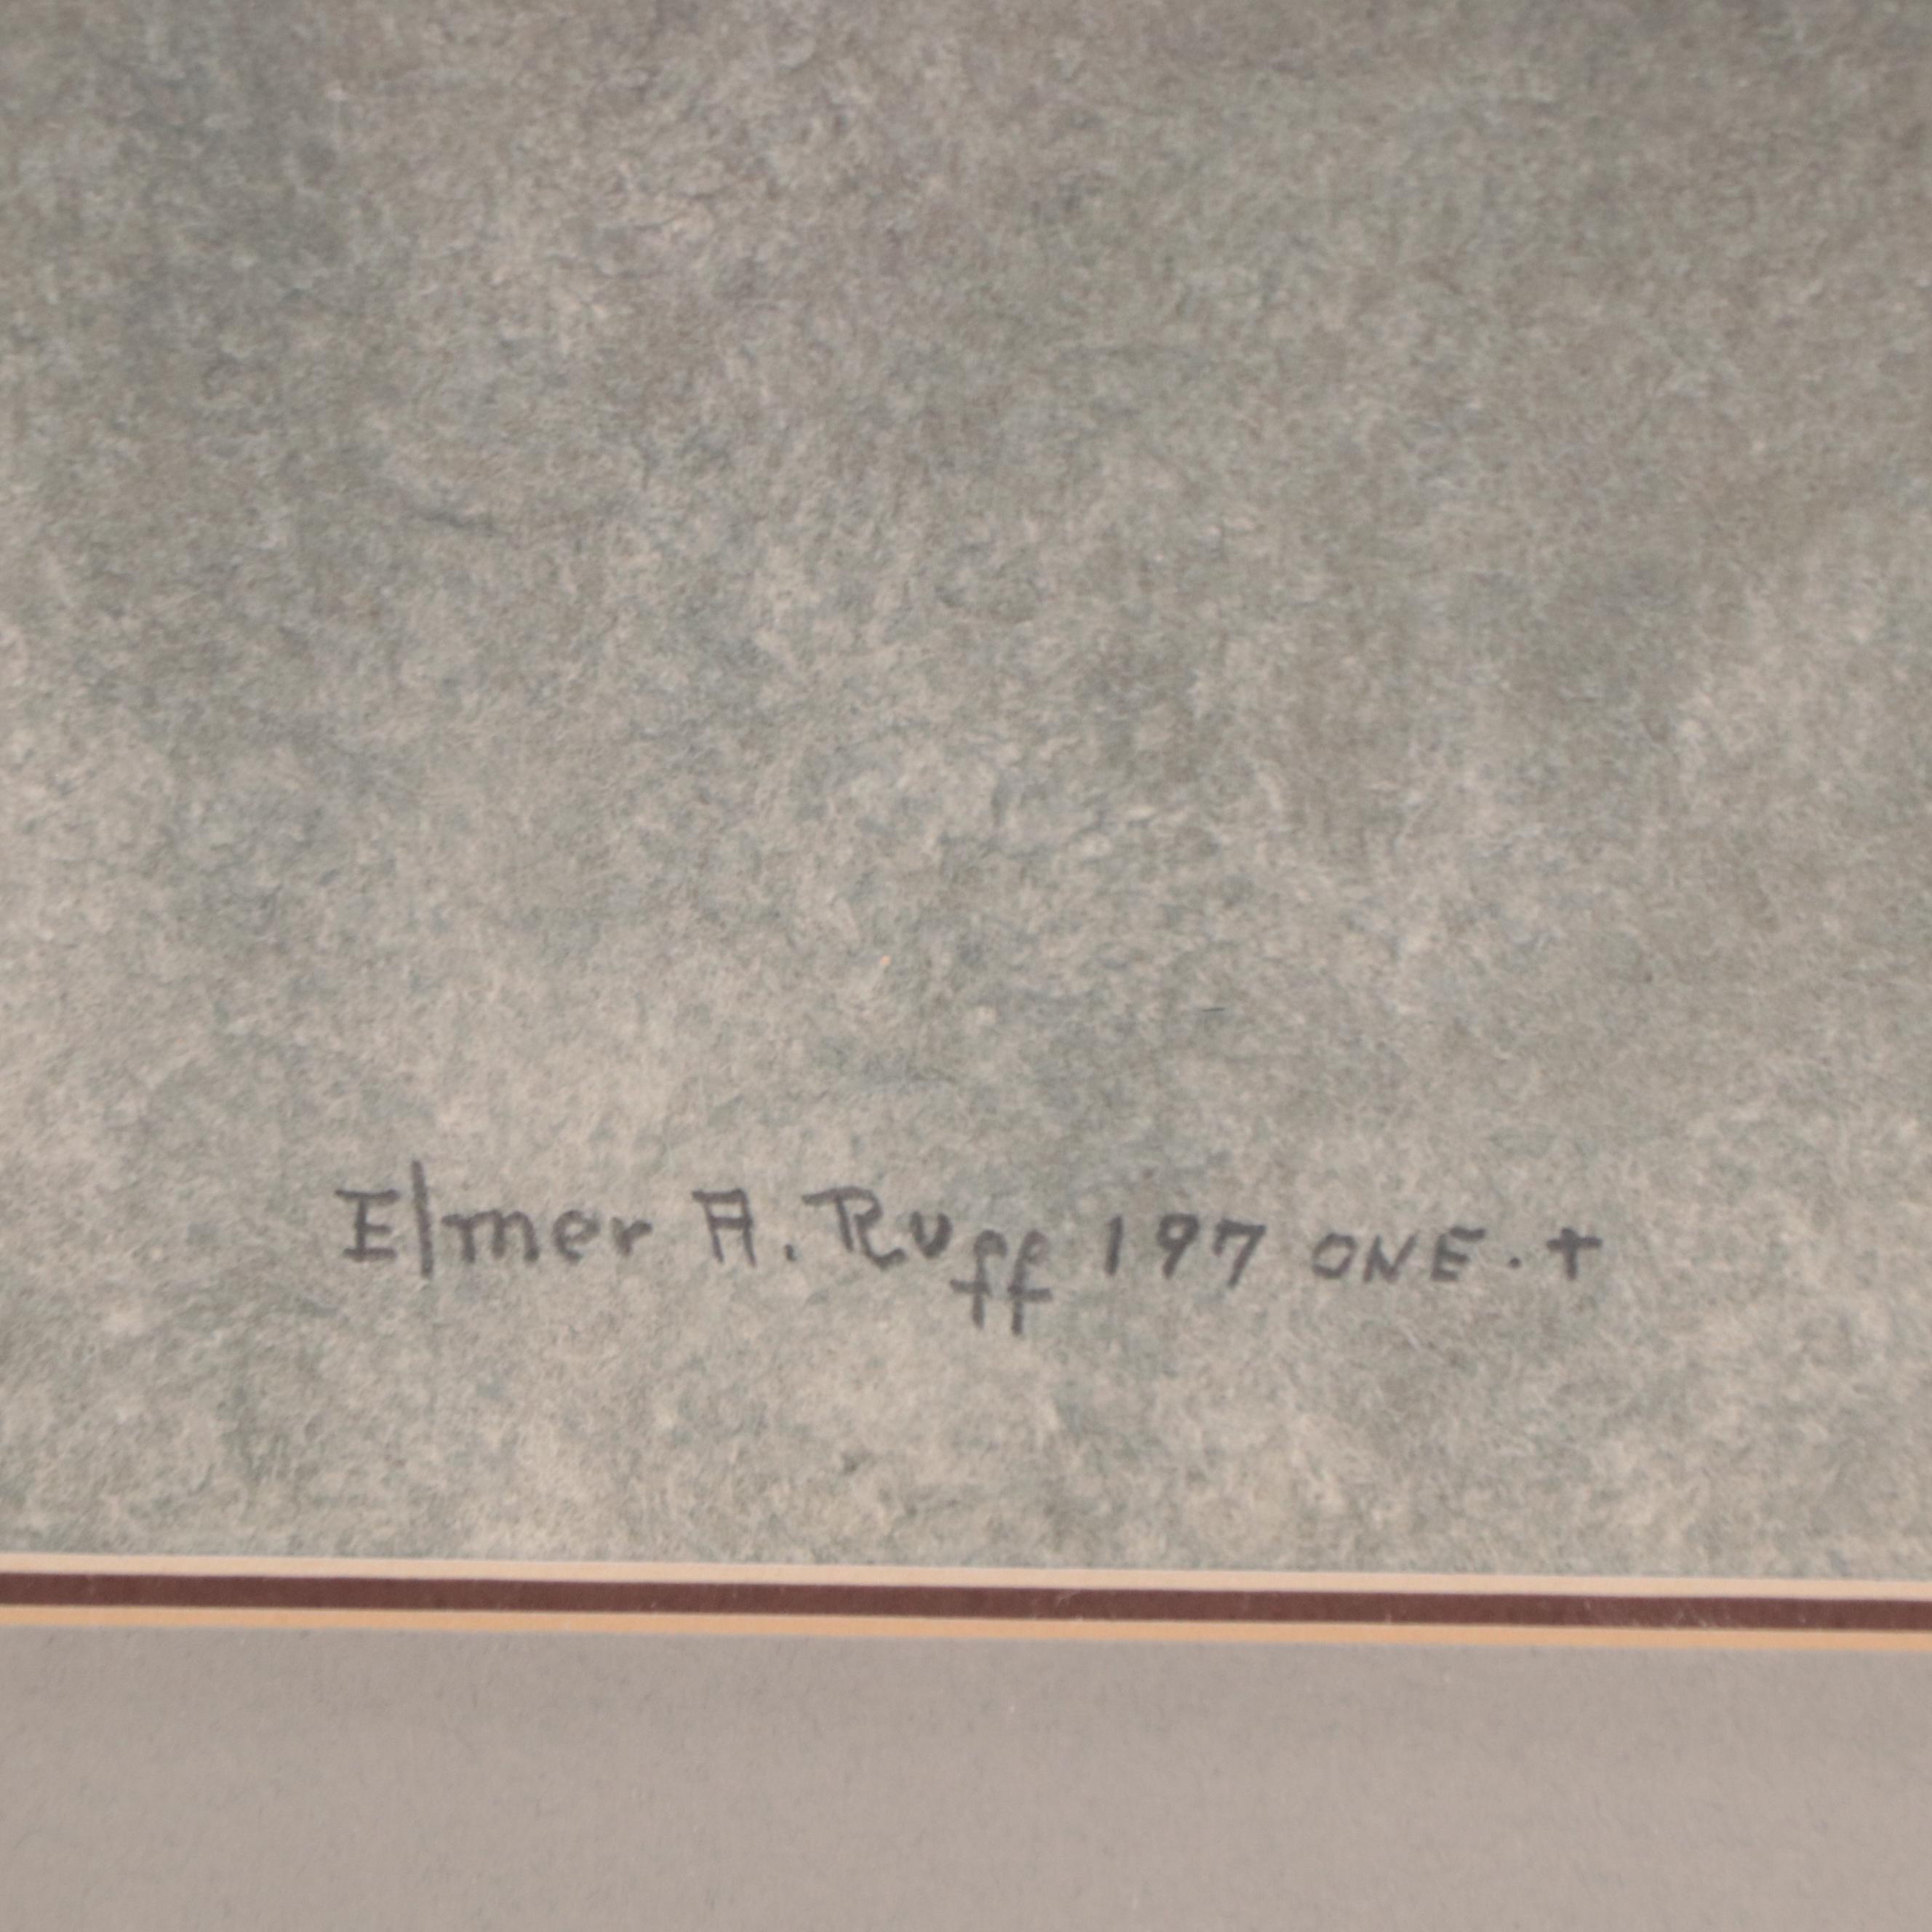 Elmer A. Ruff 197 ONE. +